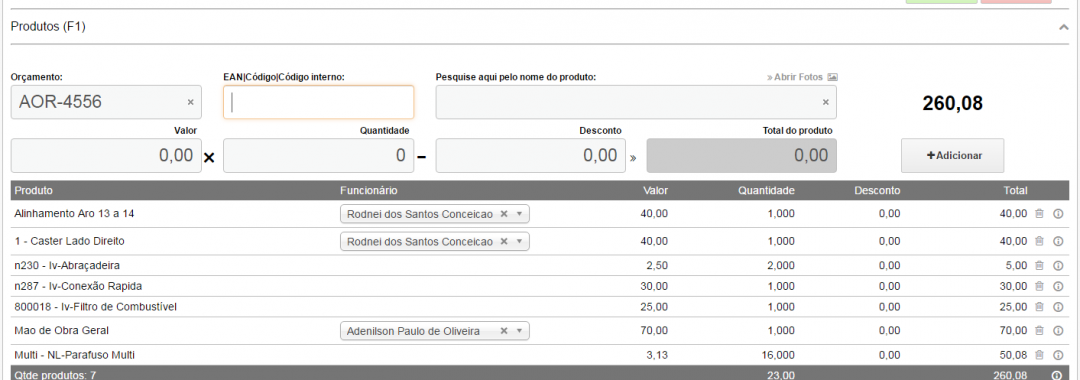 Produtos (F1)
Orçamento: EAN|Código|Código interno: Pesquise aqui pelo nome do produto: » Abrir Fotos
AOR-4556 × × 260,08
Valor Quantidade Desconto Total do produto
0,00 × 0 – 0,00 » 0,00 +Adicionar
Produto Funcionário Valor Quantidade Desconto Total
Alinhamento Aro 13 a 14 Rodnei dos Santos Conceicao × 40,00 1,000 0,00 40,00
1 - Caster Lado Direito Rodnei dos Santos Conceicao × 40,00 1,000 0,00 40,00
n230 - Iv-Abraçadeira 2,50 2,000 0,00 5,00
n287 - Iv-Conexão Rapida 30,00 1,000 0,00 30,00
800018 - Iv-Filtro de Combustível 25,00 1,000 0,00 25,00
Mao de Obra Geral Adenilson Paulo de Oliveira × 70,00 1,000 0,00 70,00
Multi - NL-Parafuso Multi 3,13 16,000 0,00 50,08
Qtde produtos: 7 23,00 260,08